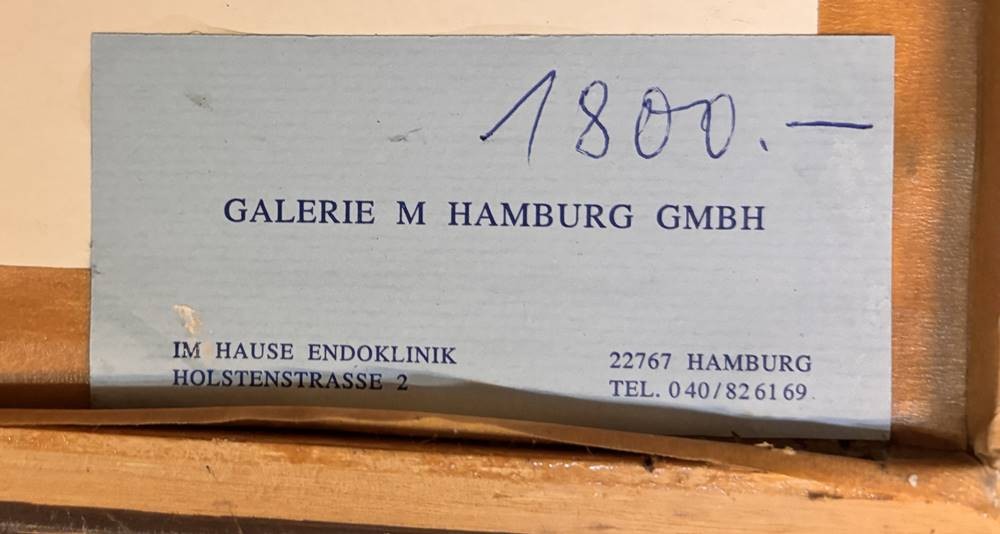 1800.—
GALERIE M HAMBURG GMBH
IM HAUSE ENDOKLINIK
HOLSTENSTRASSE 2
22767 HAMBURG
TEL. 040/826169